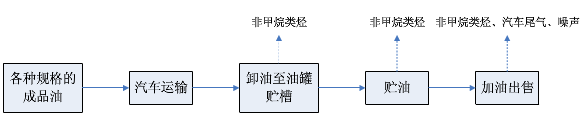 非甲烷类烃
非甲烷类烃
非甲烷类烃、汽车尾气、噪声
各种规格的
成品油
汽车运输
卸油至油罐
贮槽
贮油
加油出售